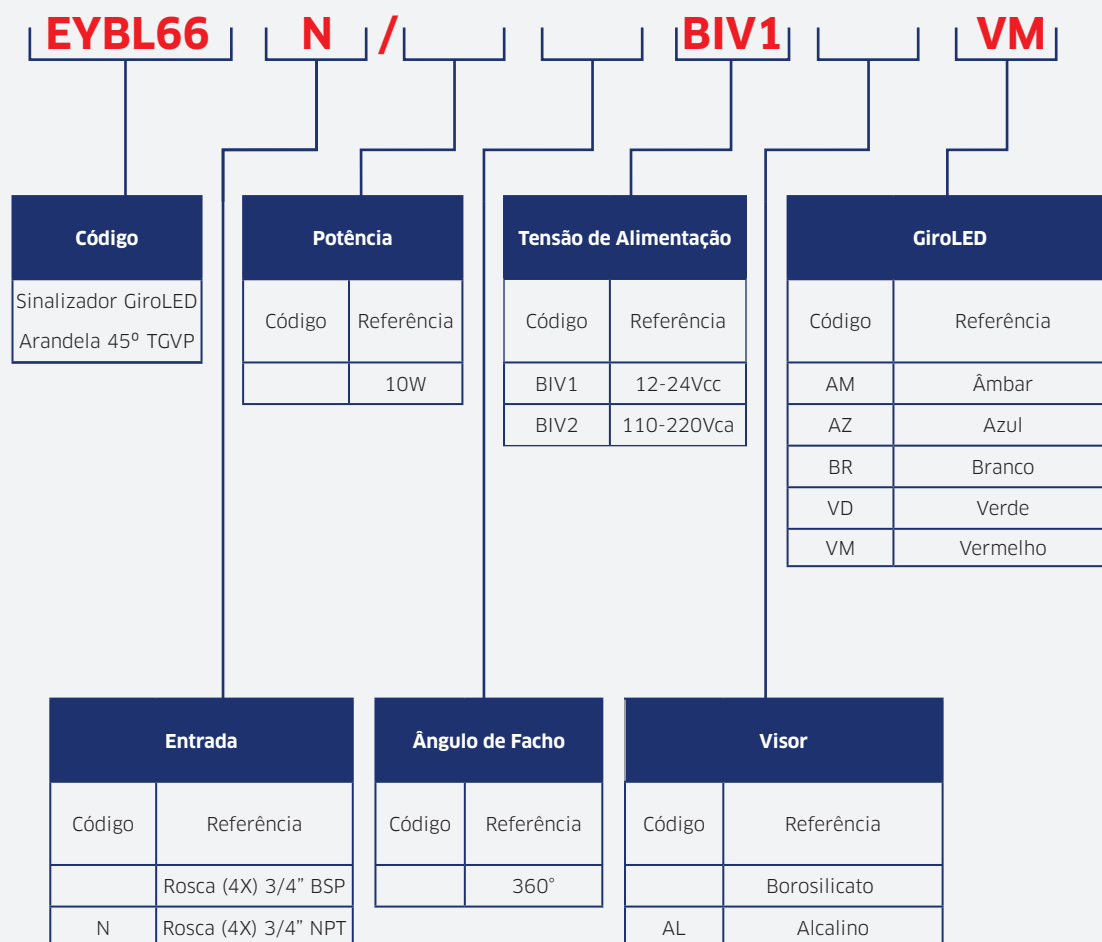 EYBL66 N / BIV1 VM
Código
Sinalizador GiroLED
Arandela 45º TGVP
Potência
Código Referência
10W
Tensão de Alimentação
Código Referência
BIV1 12-24Vcc
BIV2 110-220Vca
GiroLED
Código Referência
AM Âmbar
AZ Azul
BR Branco
VD Verde
VM Vermelho
Entrada
Código Referência
Rosca (4X) 3/4” BSP
N Rosca (4X) 3/4” NPT
Ângulo de Facho
Código Referência
360°
Visor
Código Referência
Borosilicato
AL Alcalino